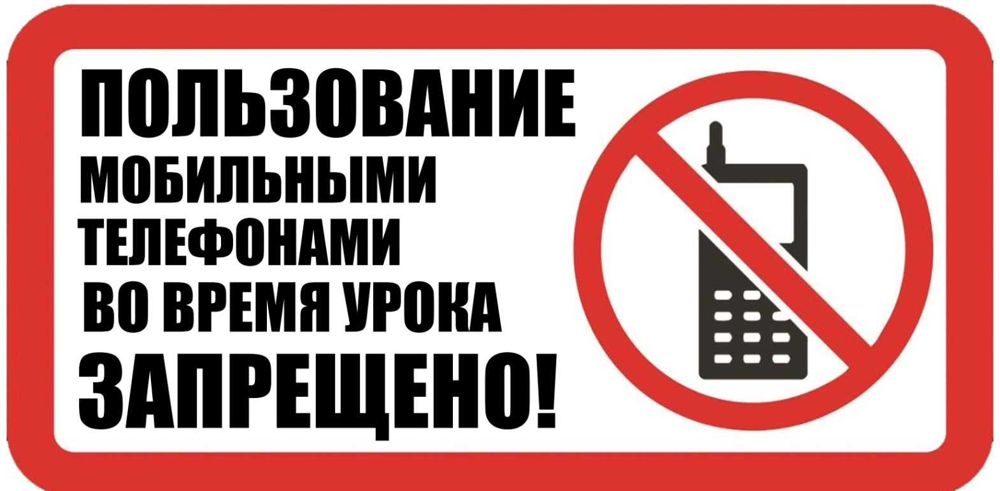 ПОЛЬЗОВАНИЕ
МОБИЛЬНЫМИ
ТЕЛЕФОНАМИ
ВО ВРЕМЯ УРОКА
ЗАПРЕЩЕНО!